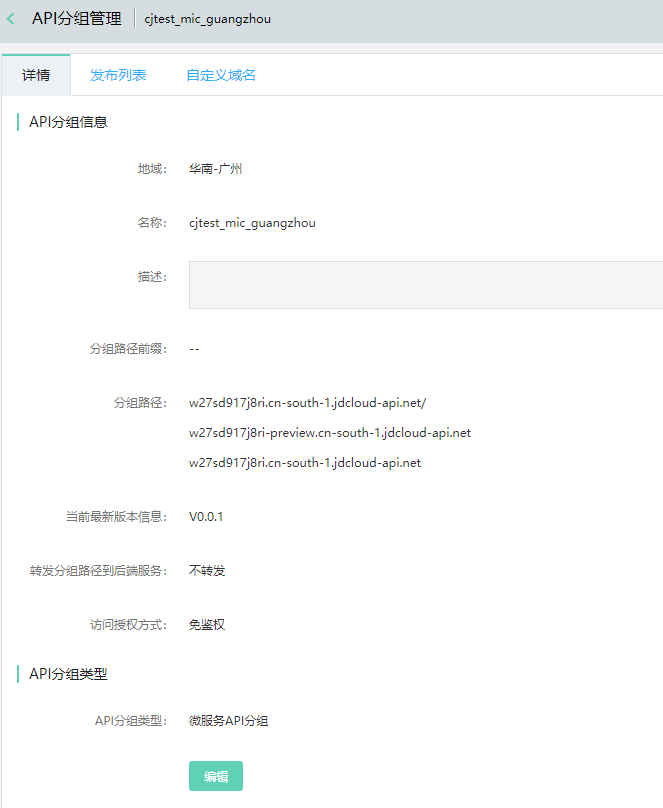 API分组管理 cjtest_mic_guangzhou
详情 发布列表 自定义域名
API分组信息
地域： 华南-广州
名称： cjtest_mic_guangzhou
描述：
分组路径前缀： --
分组路径： w27sd917j8ri.cn-south-1.jdcloud-api.net/
w27sd917j8ri-preview.cn-south-1.jdcloud-api.net
w27sd917j8ri.cn-south-1.jdcloud-api.net
当前最新版本信息： V0.0.1
转发分组路径到后端服务： 不转发
访问授权方式： 免鉴权
API分组类型
API分组类型： 微服务API分组
编辑